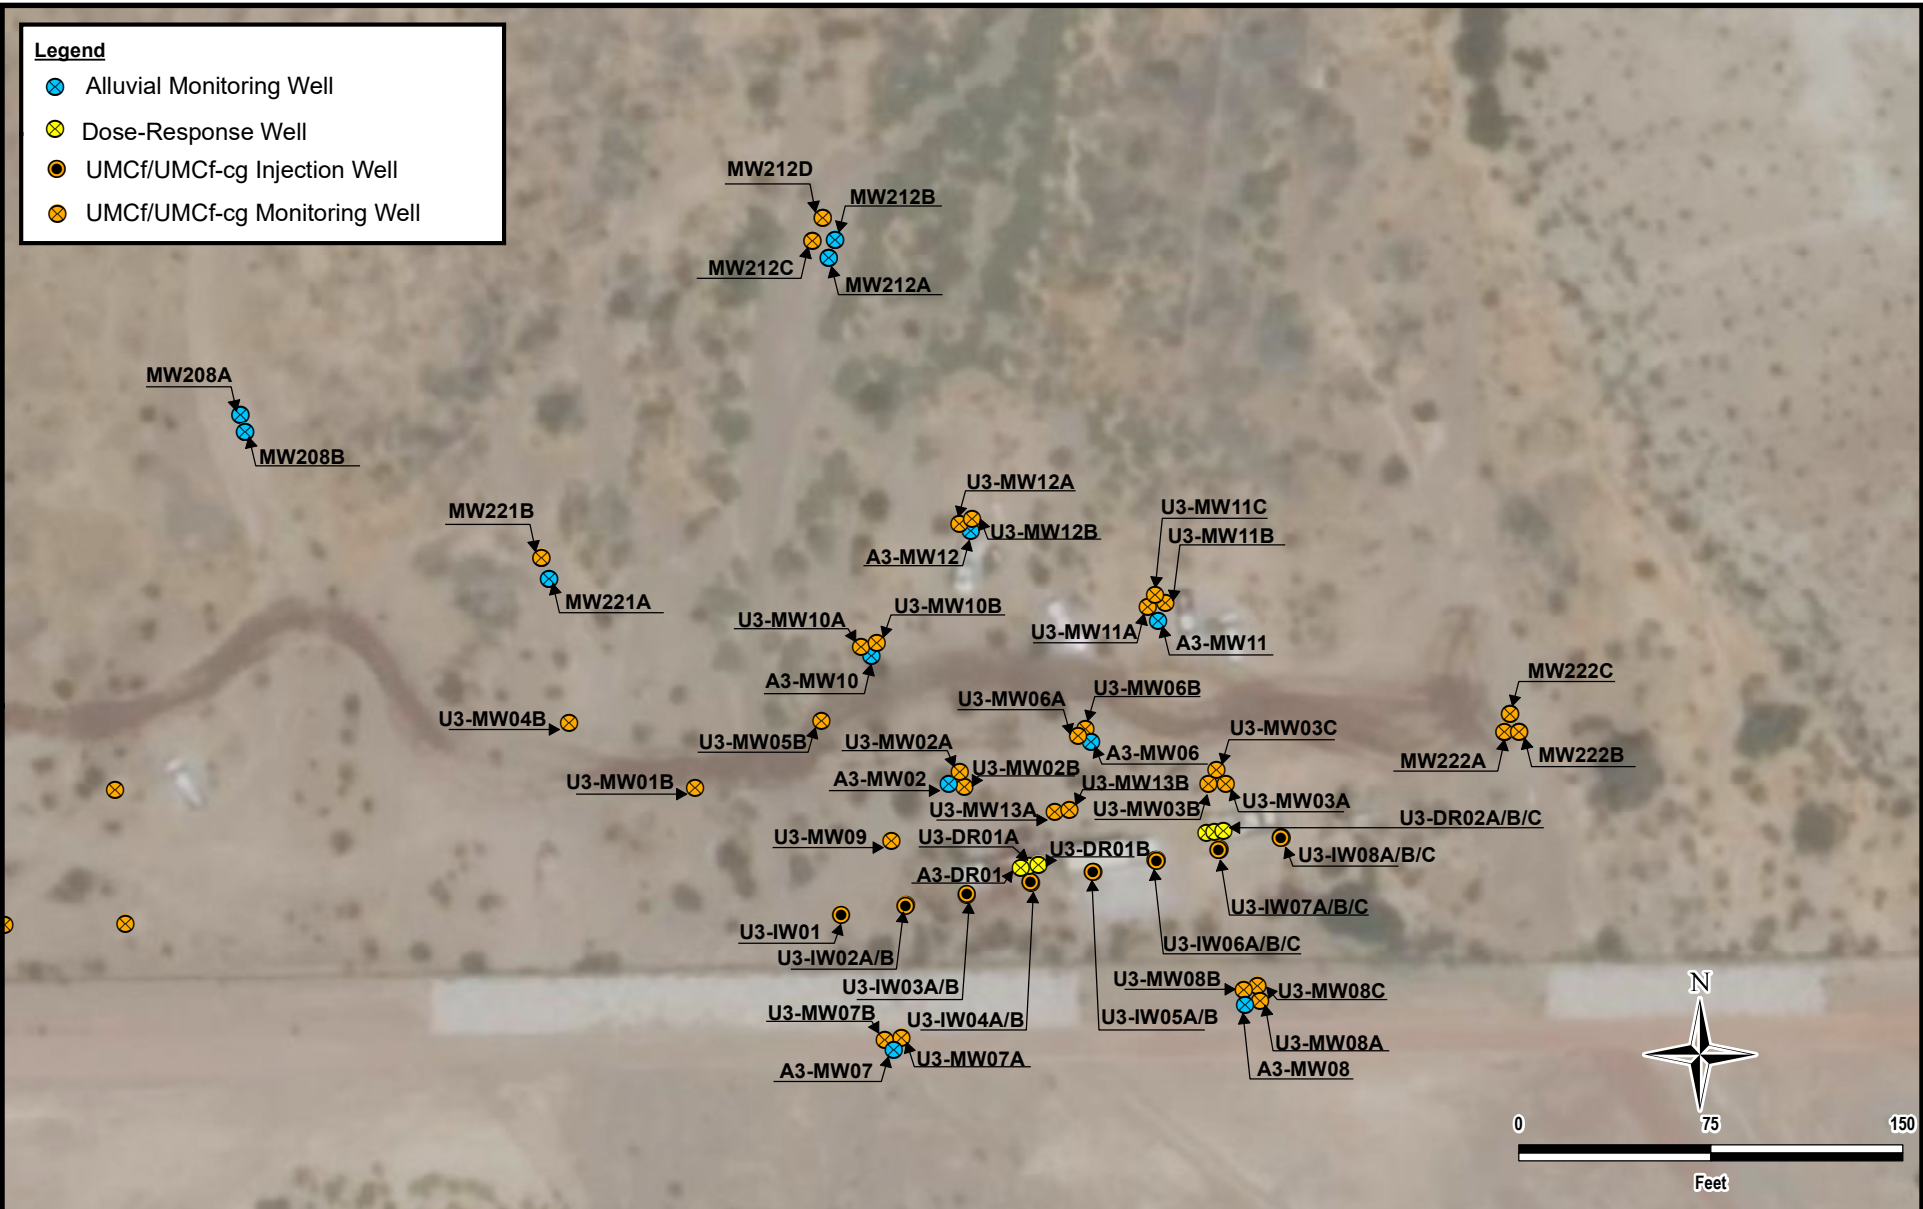 Legend
Alluvial Monitoring Well
Dose-Response Well
UMCf/UMCf-cg Injection Well
UMCf/UMCf-cg Monitoring Well
MW212D
MW212B
MW212C
MW212A
MW208A
MW208B
MW221B
MW221A
U3-MW12A
U3-MW12B
A3-MW12
U3-MW11C
U3-MW11B
U3-MW11A
A3-MW11
U3-MW10A
U3-MW10B
A3-MW10
MW222C
MW222A
MW222B
U3-MW06A
U3-MW06B
A3-MW06
U3-MW04B
U3-MW05B
U3-MW03C
U3-MW02A
U3-MW02B
A3-MW02
U3-MW01B
U3-MW13B
U3-MW13A
U3-MW03B
U3-MW03A
U3-DR02A/B/C
U3-MW09
U3-DR01A
U3-DR01B
A3-DR01
U3-IW08A/B/C
U3-IW07A/B/C
U3-IW01
U3-IW02A/B
U3-IW06A/B/C
U3-IW03A/B
U3-MW08B
U3-MW08C
U3-MW07B
U3-IW04A/B
U3-IW05A/B
U3-MW08A
U3-MW07A
A3-MW07
A3-MW08
N
0 75 150
Feet